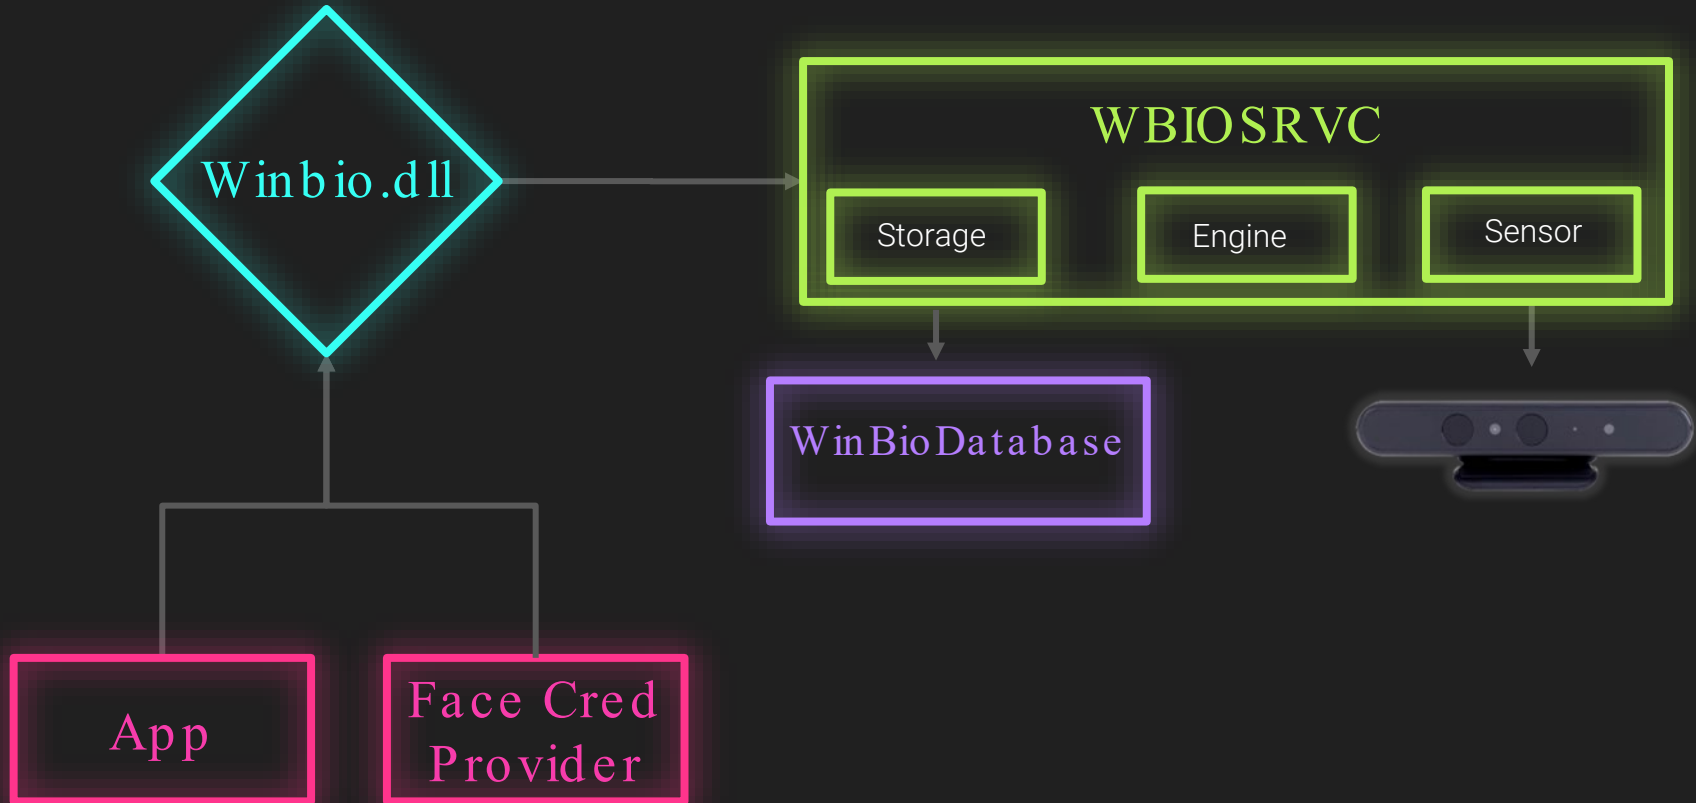 Winbio.dll
WBIOSRVC
Storage
Engine
Sensor
WinBioDatabase
App
Face Cred
Provider